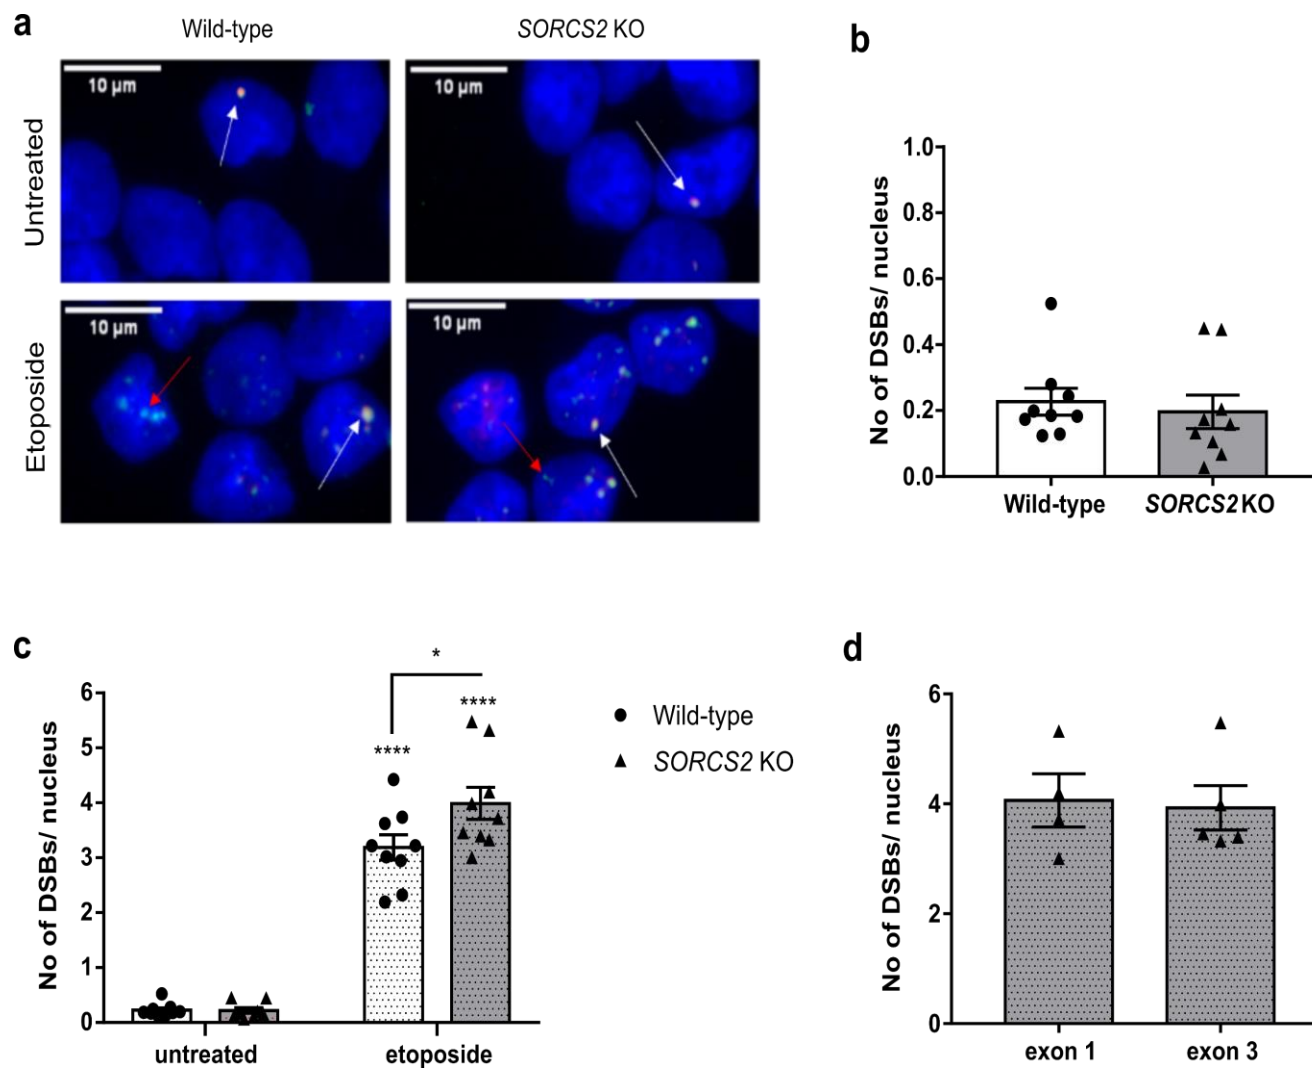 a
Wild-type
SORCS2 KO
Untreated
10 µm
10 µm
Etoposide
10 µm
10 µm
b
No of DSBs/ nucleus
1.0
0.8
0.6
0.4
0.2
0.0
Wild-type
SORCS2 KO
c
No of DSBs/ nucleus
6
5
4
3
2
1
0
*
****
****
untreated
etoposide
Wild-type
SORCS2 KO
d
No of DSBs/ nucleus
6
4
2
0
exon 1
exon 3